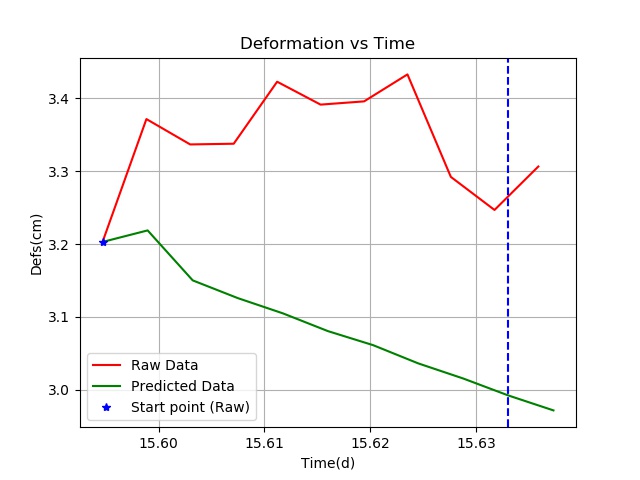 Deformation vs Time
Defs(cm)
3.4
3.3
3.2
3.1
3.0
Raw Data
Predicted Data
Start point (Raw)
15.60 15.61 15.62 15.63
Time(d)